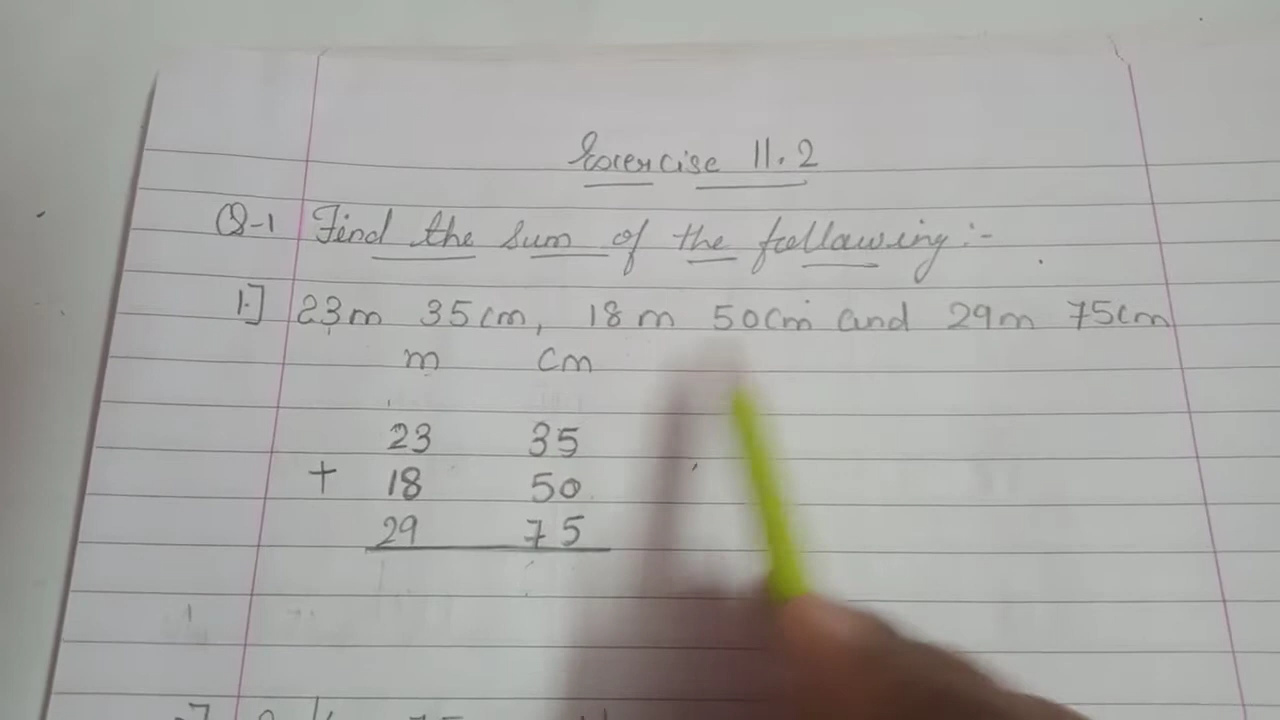 Exercise 11.2
Q-1 Find the sum of the following:-
1.] 23m 35cm, 18m 50cm and 29m 75cm
m cm
23 35
+ 18 50
29 75